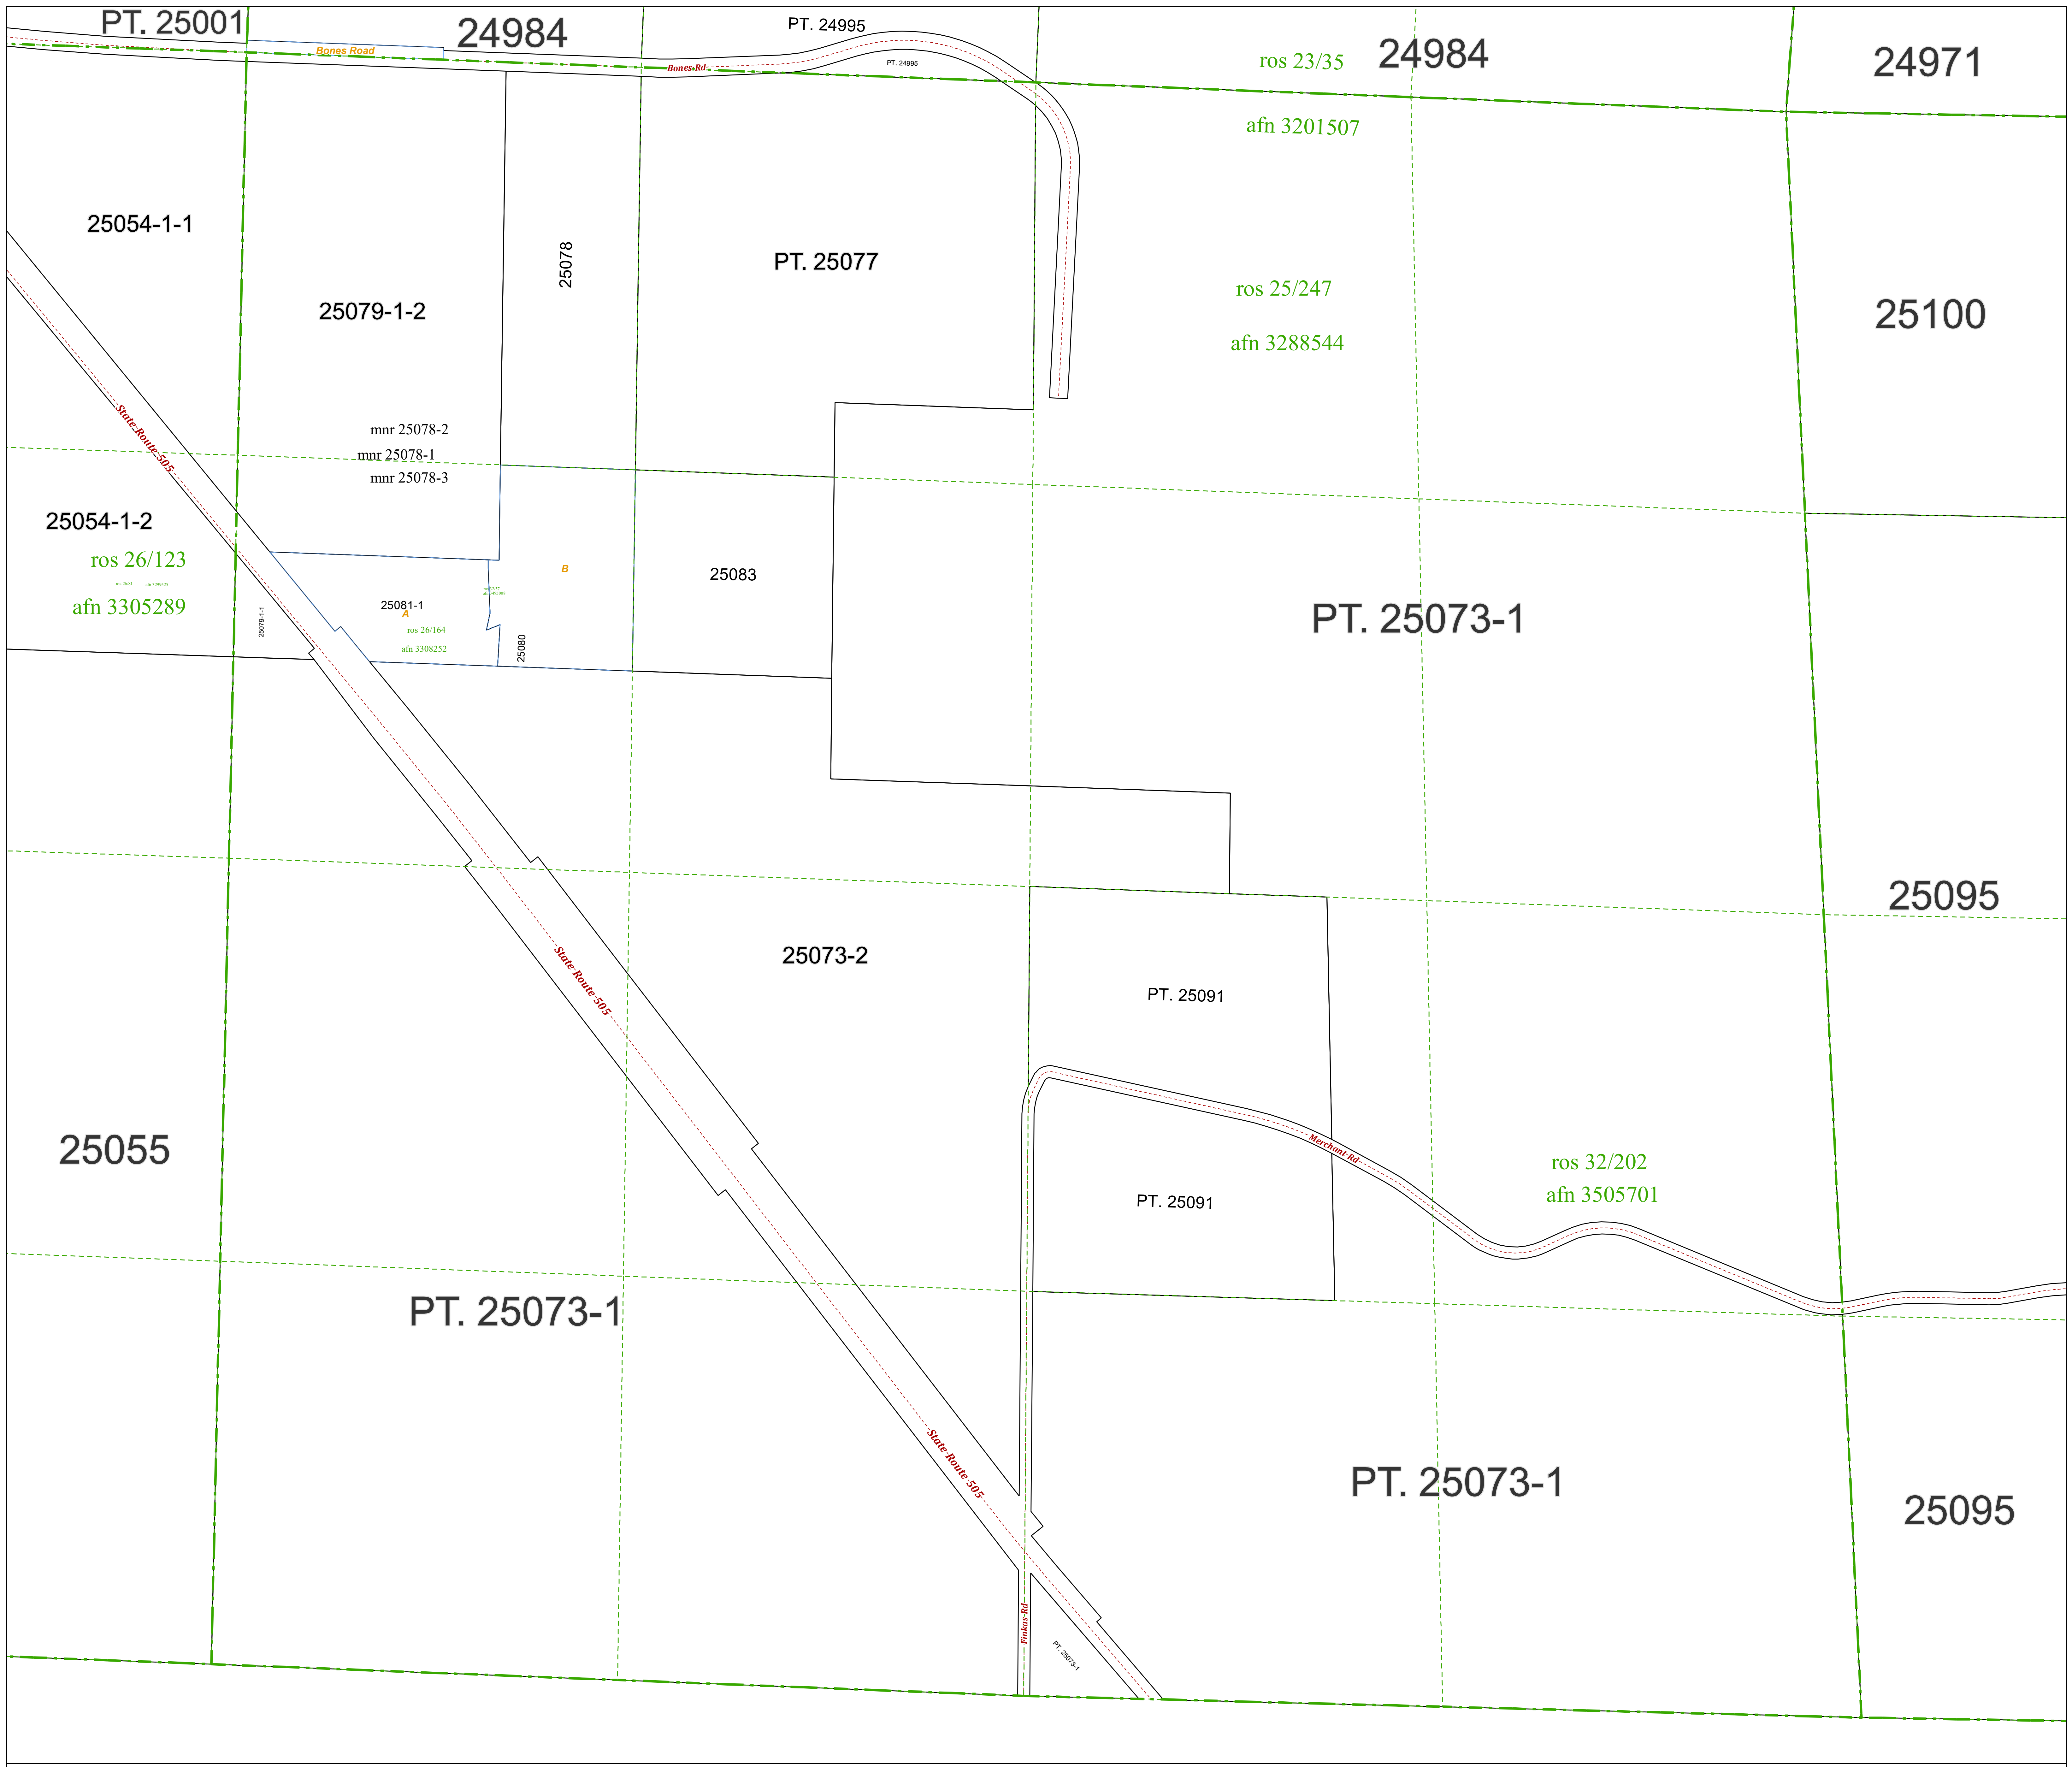 PT. 25001
24984
PT. 24995
24984
24971
Bones Road
Bones Rd
PT. 24995
ros 23/35
afn 3201507
25054-1-1
25078
PT. 25077
25079-1-2
ros 25/247
afn 3288544
25100
State Route 505
mnr 25078-2
mnr 25078-1
mnr 25078-3
25054-1-2
ros 26/123
afn 3305289
25079-1-1
25081-1
A
ros 26/164
afn 3308252
B
25080
25083
PT. 25073-1
25095
25073-2
State Route 505
PT. 25091
25055
Merchant Rd
ros 32/202
afn 3505701
PT. 25091
PT. 25073-1
State Route 505
PT. 25073-1
25095
Finkas Rd
PT. 25073-1